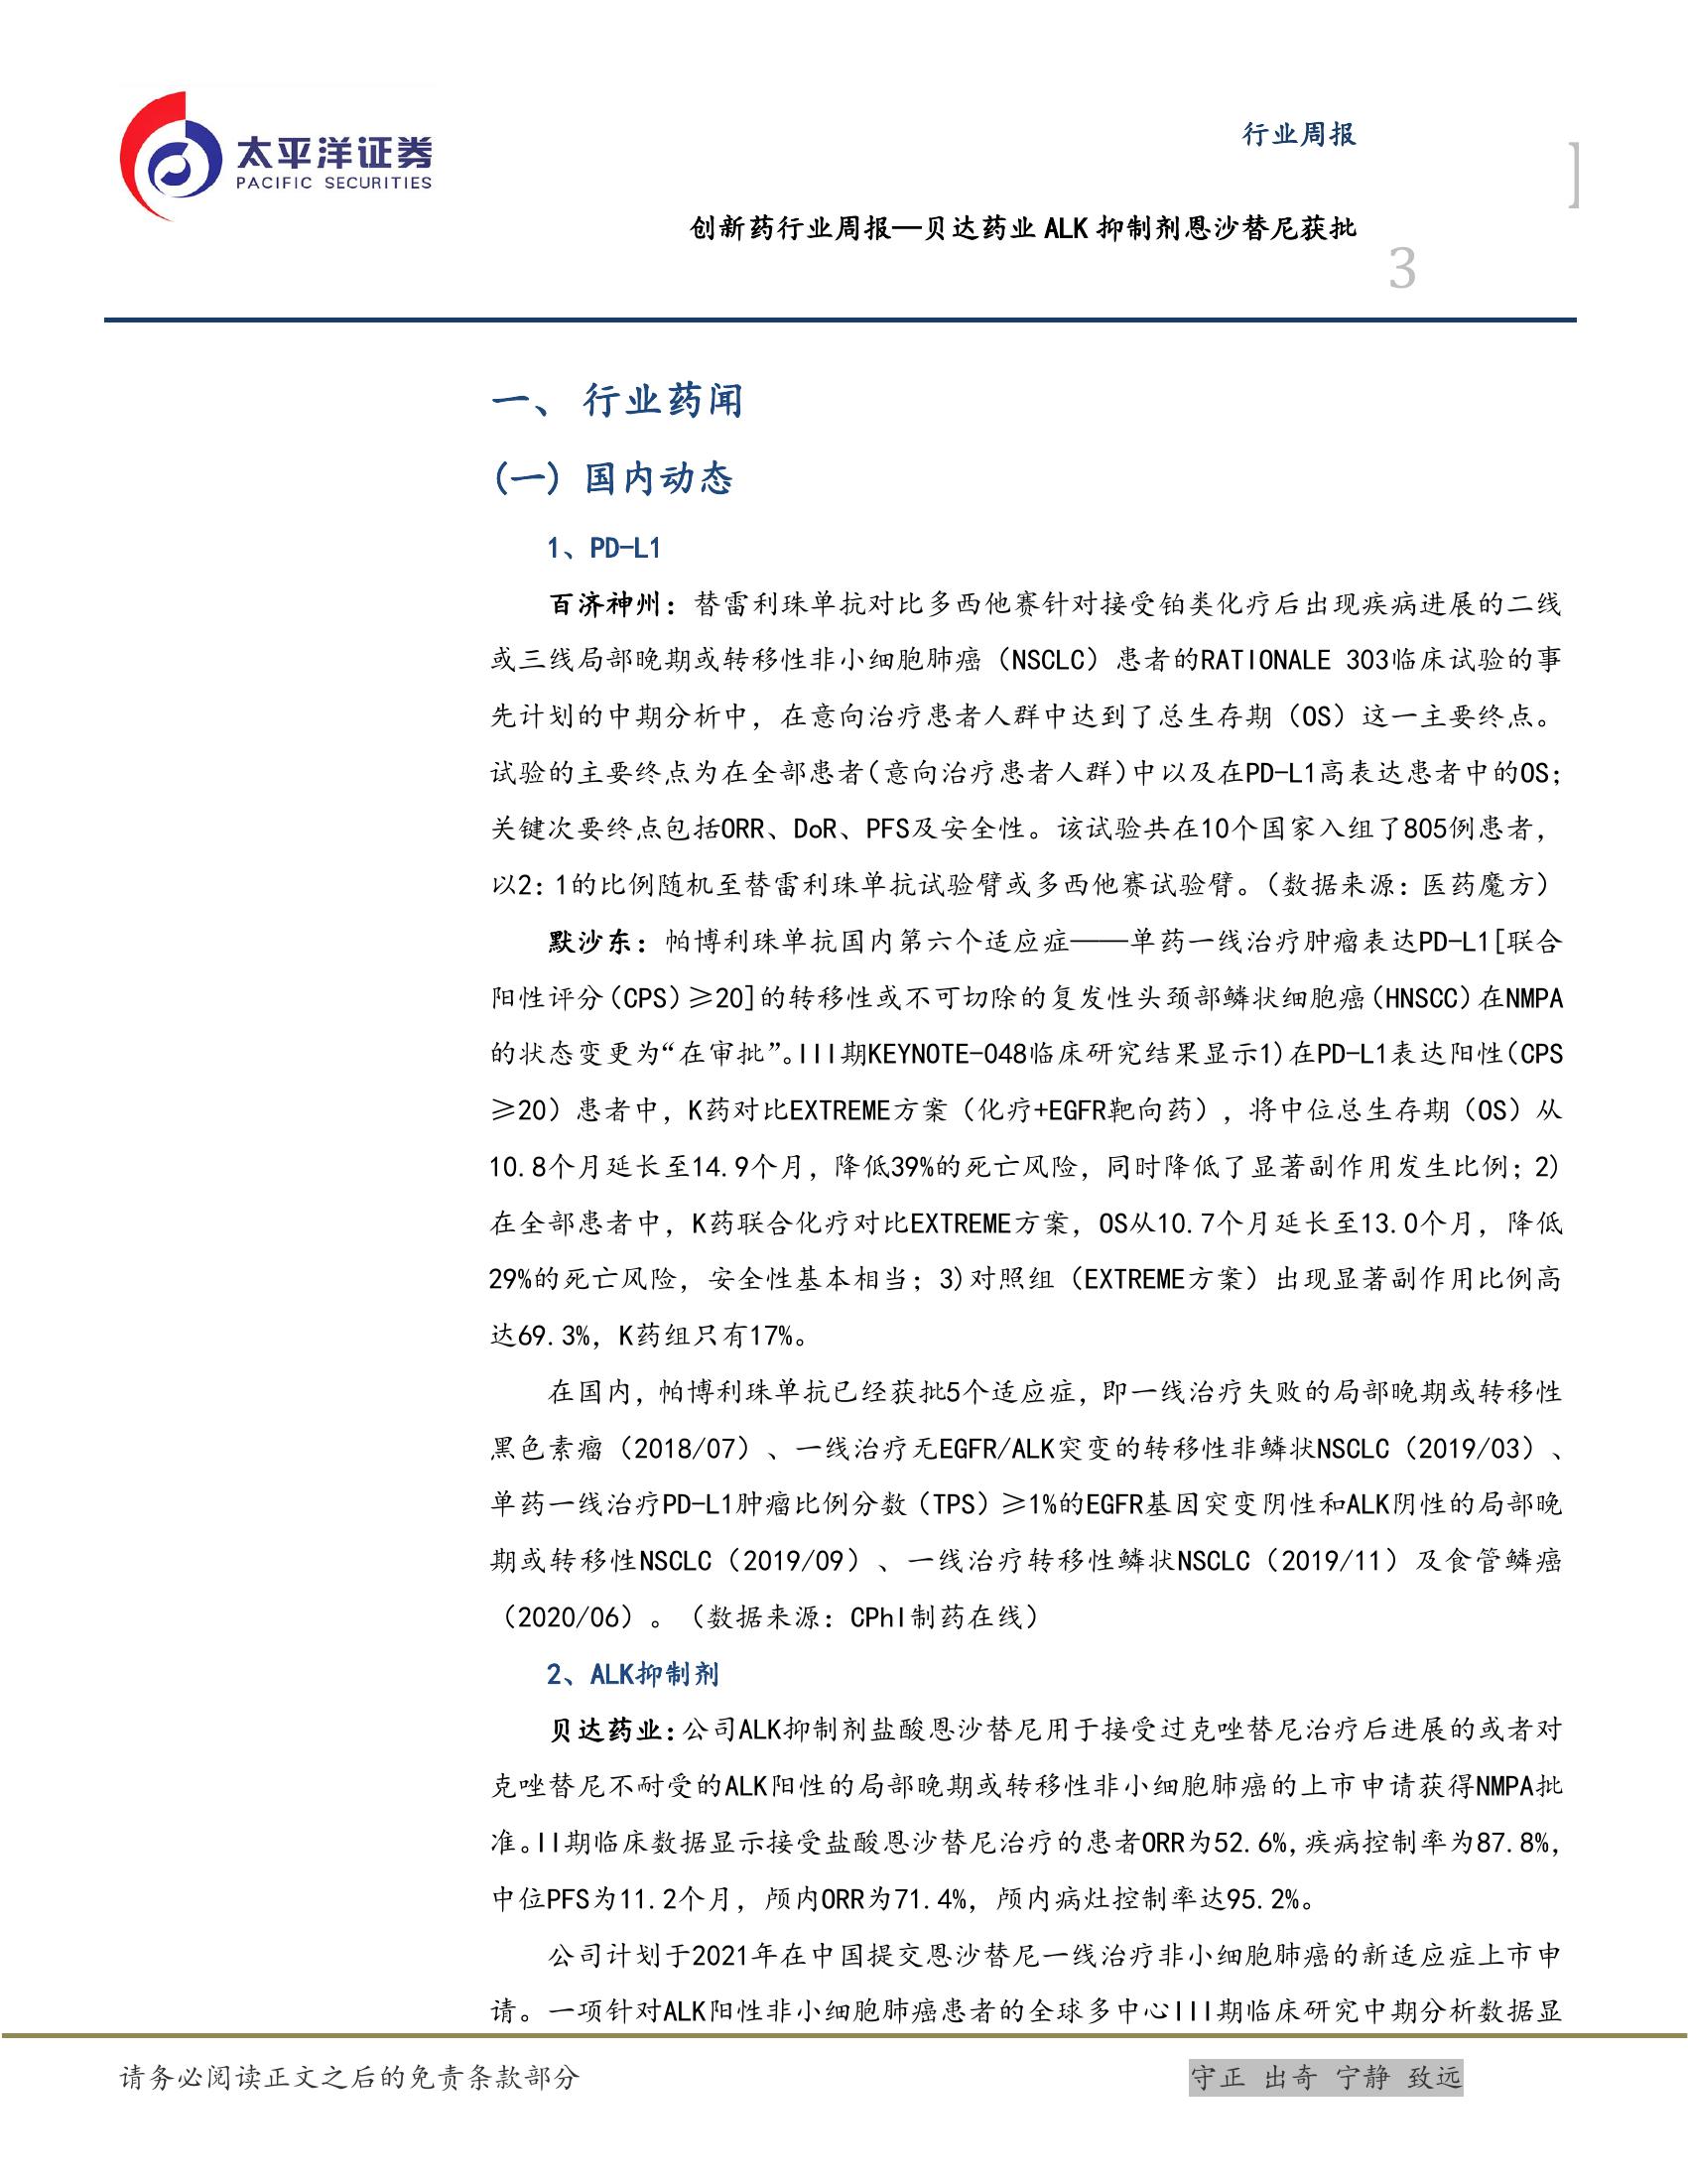 太平洋证券
PACIFIC SECURITIES
行业周报
创新药行业周报—贝达药业 ALK 抑制剂恩沙替尼获批
3
一、 行业药闻
(一) 国内动态
1、PD-L1
百济神州：替雷利珠单抗对比多西他赛针对接受铂类化疗后出现疾病进展的二线
或三线局部晚期或转移性非小细胞肺癌（NSCLC）患者的RATIONALE 303临床试验的事
先计划的中期分析中，在意向治疗患者人群中达到了总生存期（OS）这一主要终点。
试验的主要终点为在全部患者（意向治疗患者人群）中以及在PD-L1高表达患者中的OS；
关键次要终点包括ORR、DoR、PFS及安全性。该试验共在10个国家入组了805例患者，
以2：1的比例随机至替雷利珠单抗试验臂或多西他赛试验臂。（数据来源：医药魔方）
默沙东：帕博利珠单抗国内第六个适应症——单药一线治疗肿瘤表达PD-L1[联合
阳性评分（CPS）≥20]的转移性或不可切除的复发性头颈部鳞状细胞癌（HNSCC）在NMPA
的状态变更为“在审批”。III期KEYNOTE-048临床研究结果显示1)在PD-L1表达阳性（CPS
≥20）患者中，K药对比EXTREME方案（化疗+EGFR靶向药），将中位总生存期（OS）从
10.8个月延长至14.9个月，降低39%的死亡风险，同时降低了显著副作用发生比例；2)
在全部患者中，K药联合化疗对比EXTREME方案，OS从10.7个月延长至13.0个月，降低
29%的死亡风险，安全性基本相当；3)对照组（EXTREME方案）出现显著副作用比例高
达69.3%，K药组只有17%。
在国内，帕博利珠单抗已经获批5个适应症，即一线治疗失败的局部晚期或转移性
黑色素瘤（2018/07）、一线治疗无EGFR/ALK突变的转移性非鳞状NSCLC（2019/03）、
单药一线治疗PD-L1肿瘤比例分数（TPS）≥1%的EGFR基因突变阴性和ALK阴性的局部晚
期或转移性NSCLC（2019/09）、一线治疗转移性鳞状NSCLC（2019/11）及食管鳞癌
（2020/06）。（数据来源：CPhI制药在线）
2、ALK抑制剂
贝达药业：公司ALK抑制剂盐酸恩沙替尼用于接受过克唑替尼治疗后进展的或者对
克唑替尼不耐受的ALK阳性的局部晚期或转移性非小细胞肺癌的上市申请获得NMPA批
准。II期临床数据显示接受盐酸恩沙替尼治疗的患者ORR为52.6%，疾病控制率为87.8%，
中位PFS为11.2个月，颅内ORR为71.4%，颅内病灶控制率达95.2%。
公司计划于2021年在中国提交恩沙替尼一线治疗非小细胞肺癌的新适应症上市申
请。一项针对ALK阳性非小细胞肺癌患者的全球多中心III期临床研究中期分析数据显
请务必阅读正文之后的免责条款部分
守正 出奇 宁静 致远